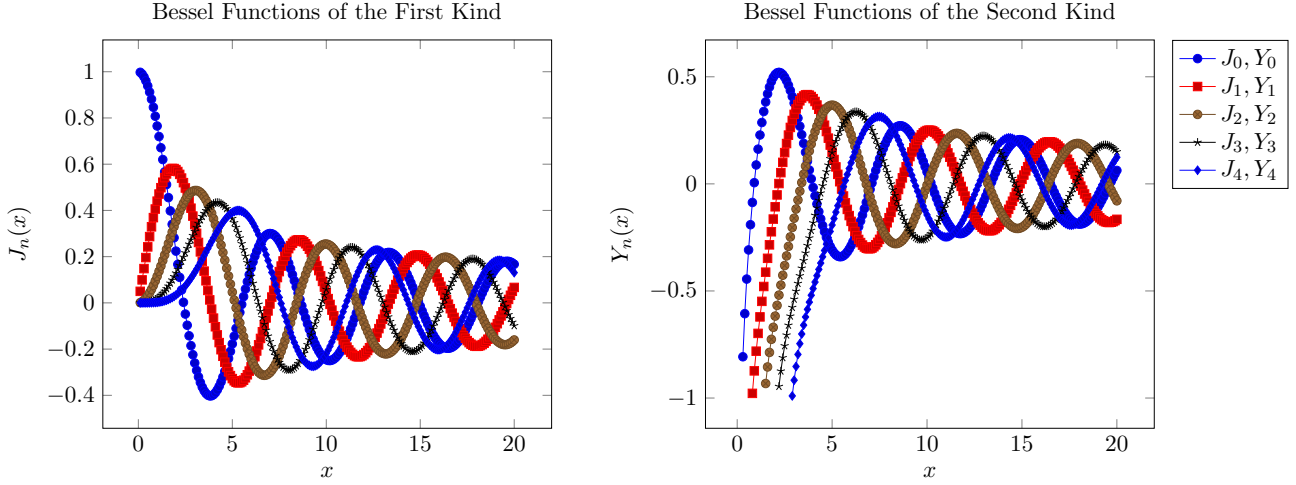 Bessel Functions of the First Kind
1
0.8
0.6
0.4
0.2
0
−0.2
−0.4
J_n(x)
0 5 10 15 20
x
Bessel Functions of the Second Kind
0.5
0
−0.5
−1
Y_n(x)
0 5 10 15 20
x
J_0, Y_0
J_1, Y_1
J_2, Y_2
J_3, Y_3
J_4, Y_4